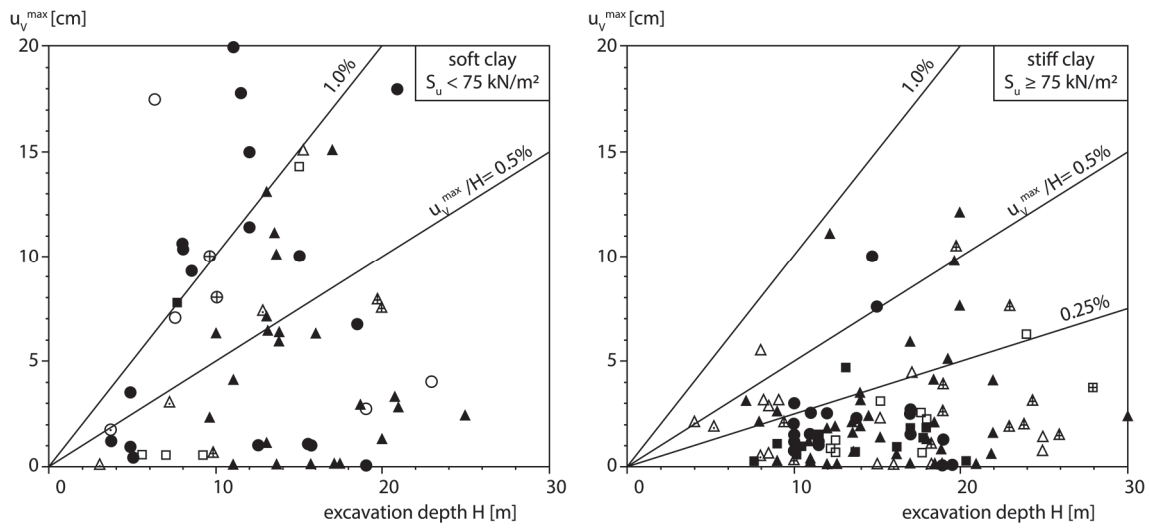 u_v^max [cm]
20
15
10
5
0
0
10
20
30
excavation depth H [m]
1.0%
u_v^max /H= 0.5%
soft clay
S_u < 75 kN/m²
u_v^max [cm]
20
15
10
5
0
0
10
20
30
excavation depth H [m]
1.0%
u_v^max /H= 0.5%
0.25%
stiff clay
S_u ≥ 75 kN/m²